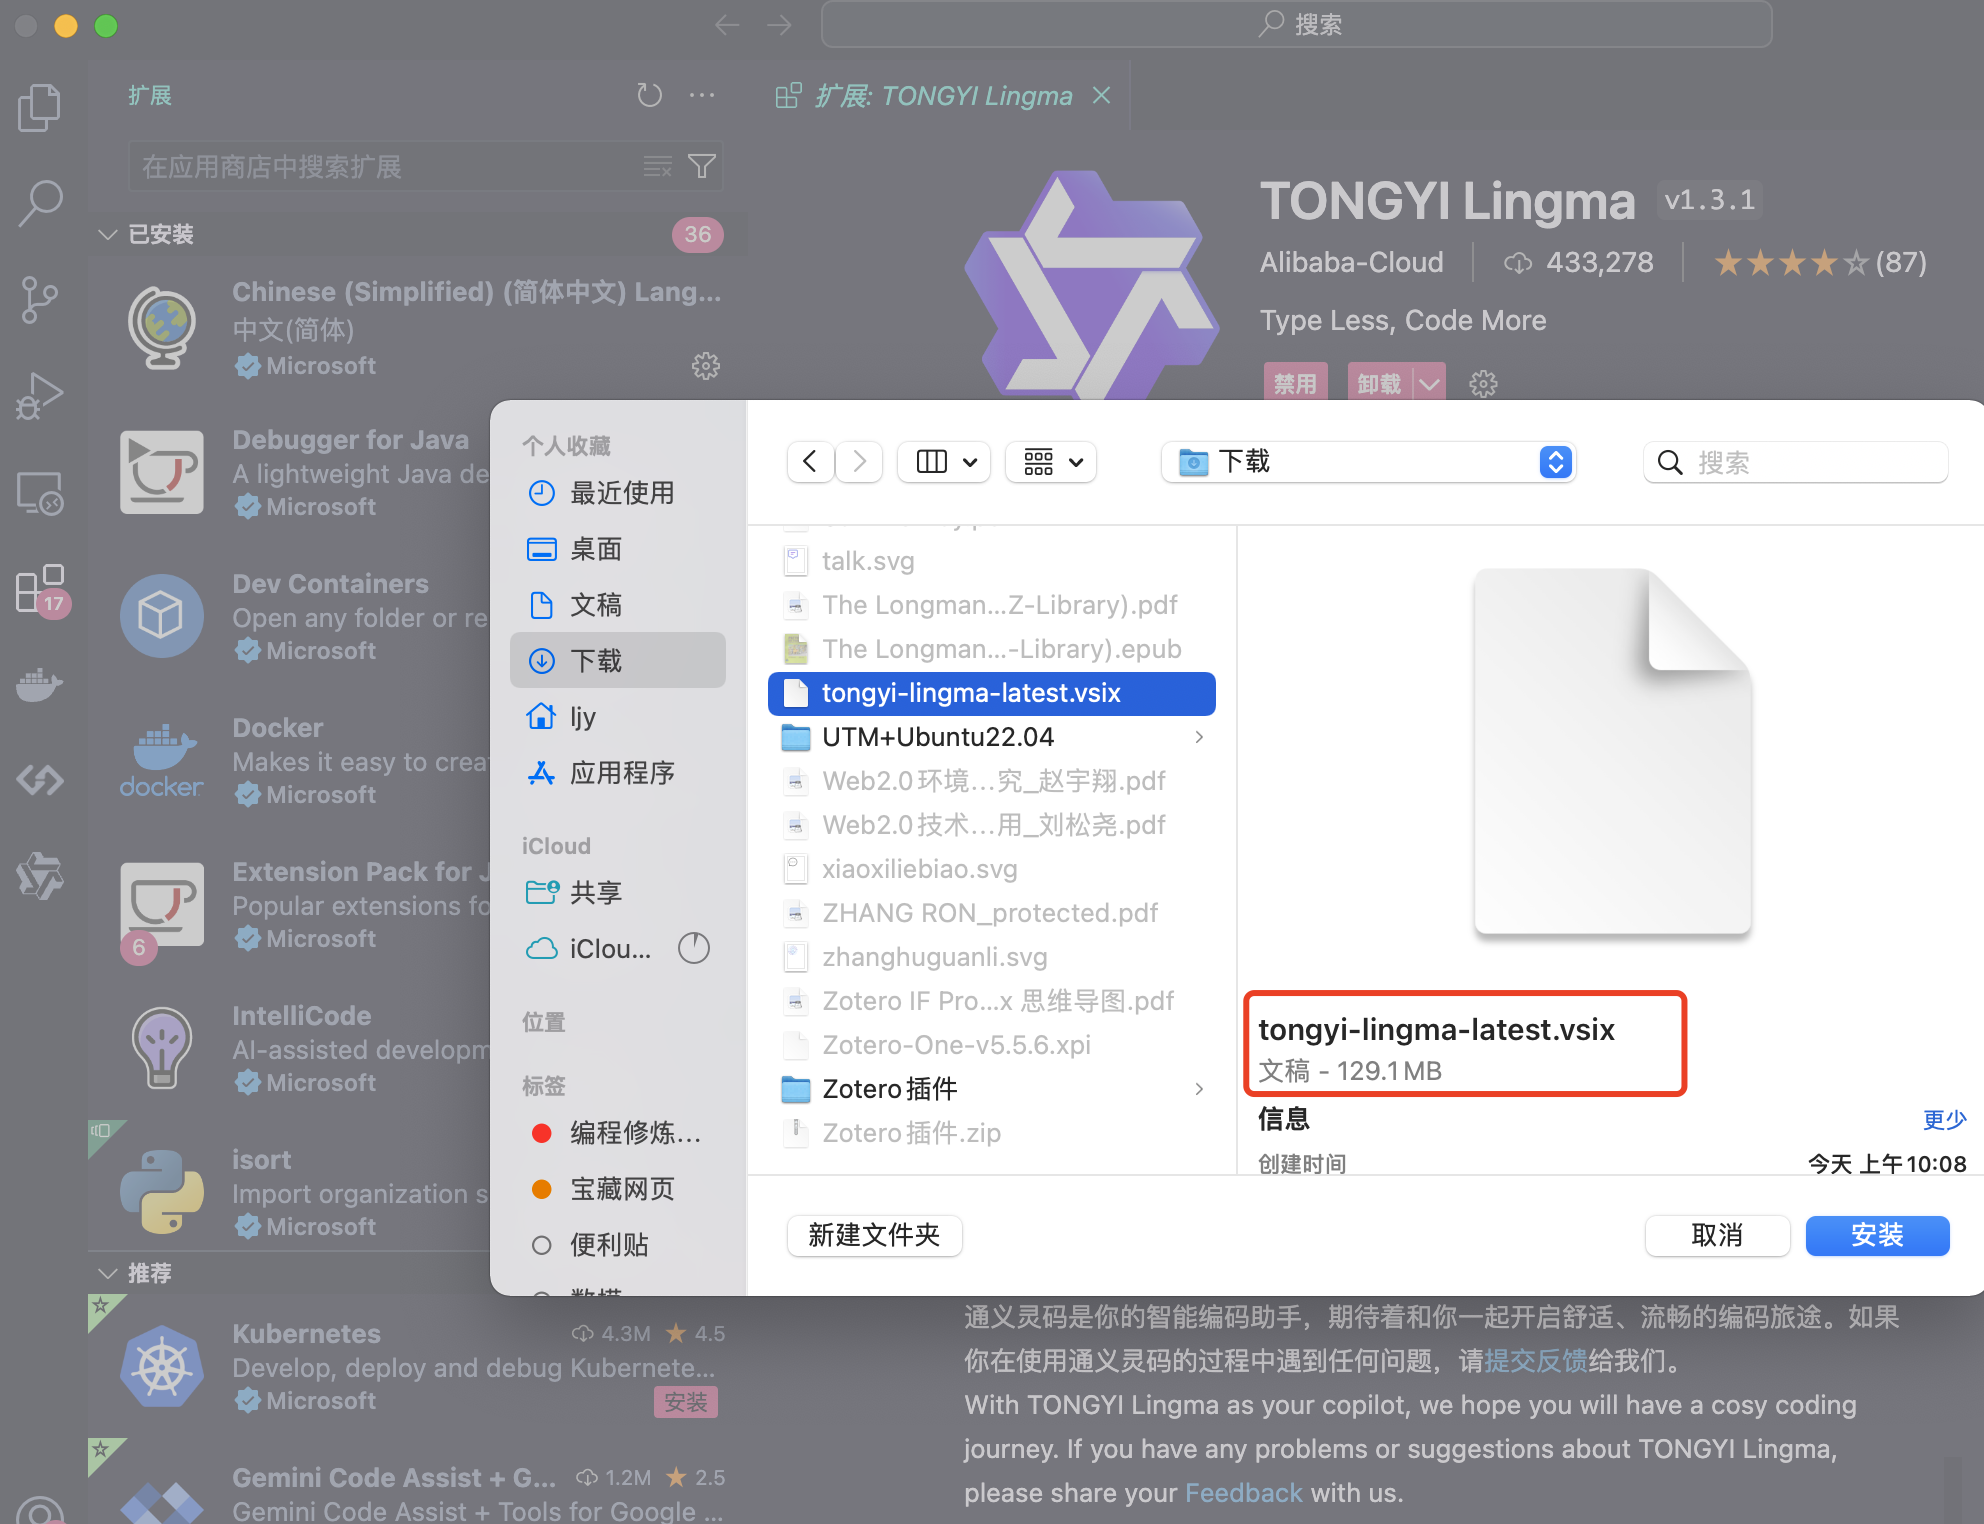 搜索
扩展
扩展: TONGYI Lingma
在应用商店中搜索扩展
已安装
36
Chinese (Simplified) (简体中文) Lang...
中文(简体)
Microsoft
Debugger for Java
A lightweight Java de
Microsoft
17
Dev Containers
Open any folder or re
Microsoft
docker
Docker
Makes it easy to crea
Microsoft
Extension Pack for J
Popular extensions fo
6
Microsoft
IntelliCode
AI-assisted developm
Microsoft
isort
Import organization s
Microsoft
推荐
Kubernetes
4.3M
4.5
Develop, deploy and debug Kubernete...
Microsoft
安装
Gemini Code Assist + G...
1.2M
2.5
Gemini Code Assist + Tools for Google ...
TONGYI Lingma
v1.3.1
Alibaba-Cloud
433,278
(87)
Type Less, Code More
禁用
卸载
个人收藏
最近使用
桌面
文稿
下载
ljy
应用程序
iCloud
共享
iClou...
位置
标签
编程修炼...
宝藏网页
便利贴
下载
搜索
talk.svg
The Longman...Z-Library).pdf
The Longman...-Library).epub
tongyi-lingma-latest.vsix
UTM+Ubuntu22.04
Web2.0环境...究_赵宇翔.pdf
Web2.0技术...用_刘松尧.pdf
xiaoxiliebiao.svg
ZHANG RON_protected.pdf
zhanghuguanli.svg
Zotero IF Pro...x 思维导图.pdf
Zotero-One-v5.5.6.xpi
Zotero插件
Zotero插件.zip
tongyi-lingma-latest.vsix
文稿 - 129.1 MB
信息
更少
创建时间
今天 上午10:08
新建文件夹
取消
安装
通义灵码是你的智能编码助手，期待着和你一起开启舒适、流畅的编码旅途。如果
你在使用通义灵码的过程中遇到任何问题，请提交反馈给我们。
With TONGYI Lingma as your copilot, we hope you will have a cosy coding
journey. If you have any problems or suggestions about TONGYI Lingma,
please share your Feedback with us.